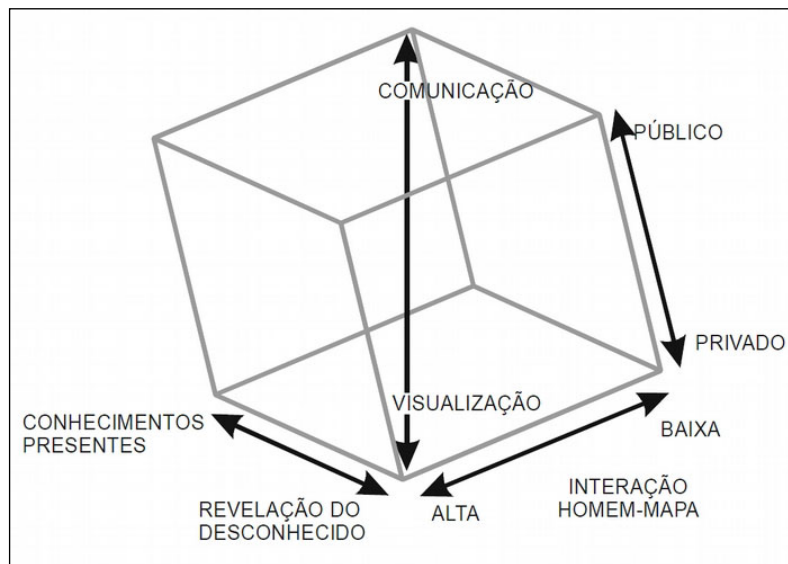 COMUNICAÇÃO
PÚBLICO
PRIVADO
VISUALIZAÇÃO
CONHECIMENTOS
PRESENTES
BAIXA
INTERAÇÃO
HOMEM-MAPA
REVELAÇÃO DO
DESCONHECIDO
ALTA